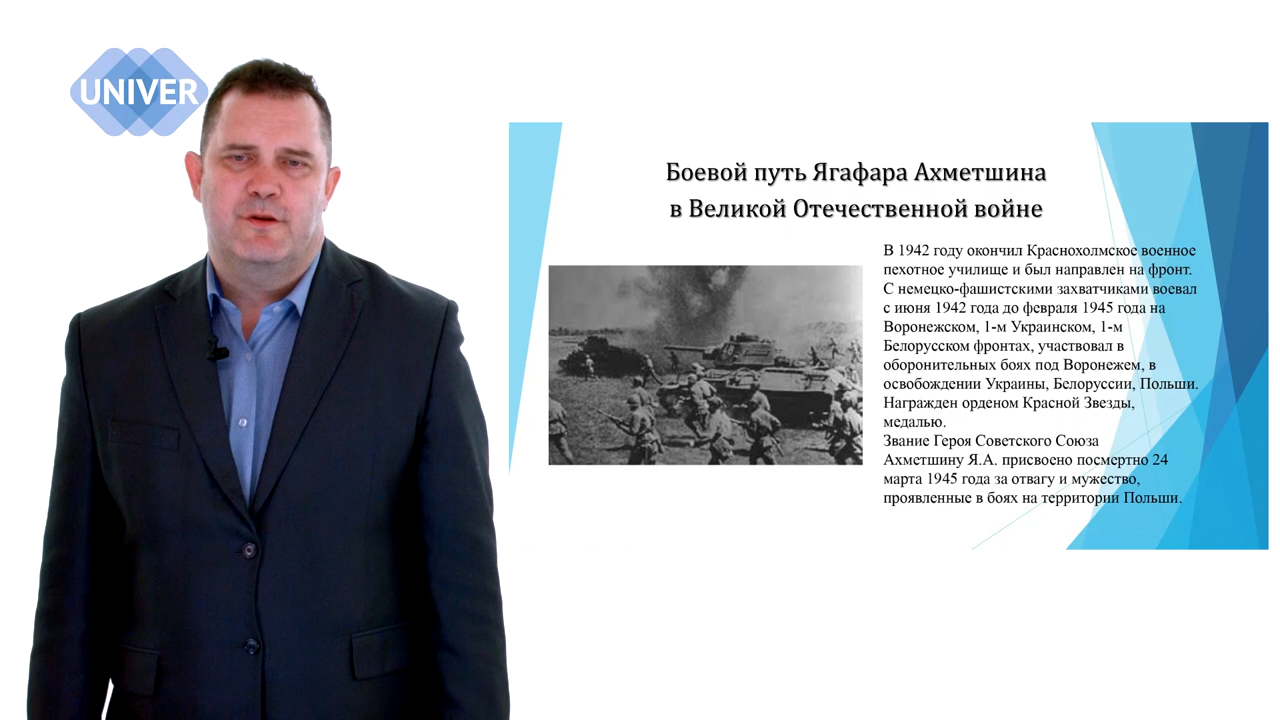 UNIVER
Боевой путь Ягафара Ахметшина
в Великой Отечественной войне
В 1942 году окончил Краснохолмское военное
пехотное училище и был направлен на фронт.
С немецко-фашистскими захватчиками воевал
с июня 1942 года до февраля 1945 года на
Воронежском, 1-м Украинском, 1-м
Белорусском фронтах, участвовал в
оборонительных боях под Воронежем, в
освобождении Украины, Белоруссии, Польши.
Награжден орденом Красной Звезды,
медалью.
Звание Героя Советского Союза
Ахметшину Я.А. присвоено посмертно 24
марта 1945 года за отвагу и мужество,
проявленные в боях на территории Польши.